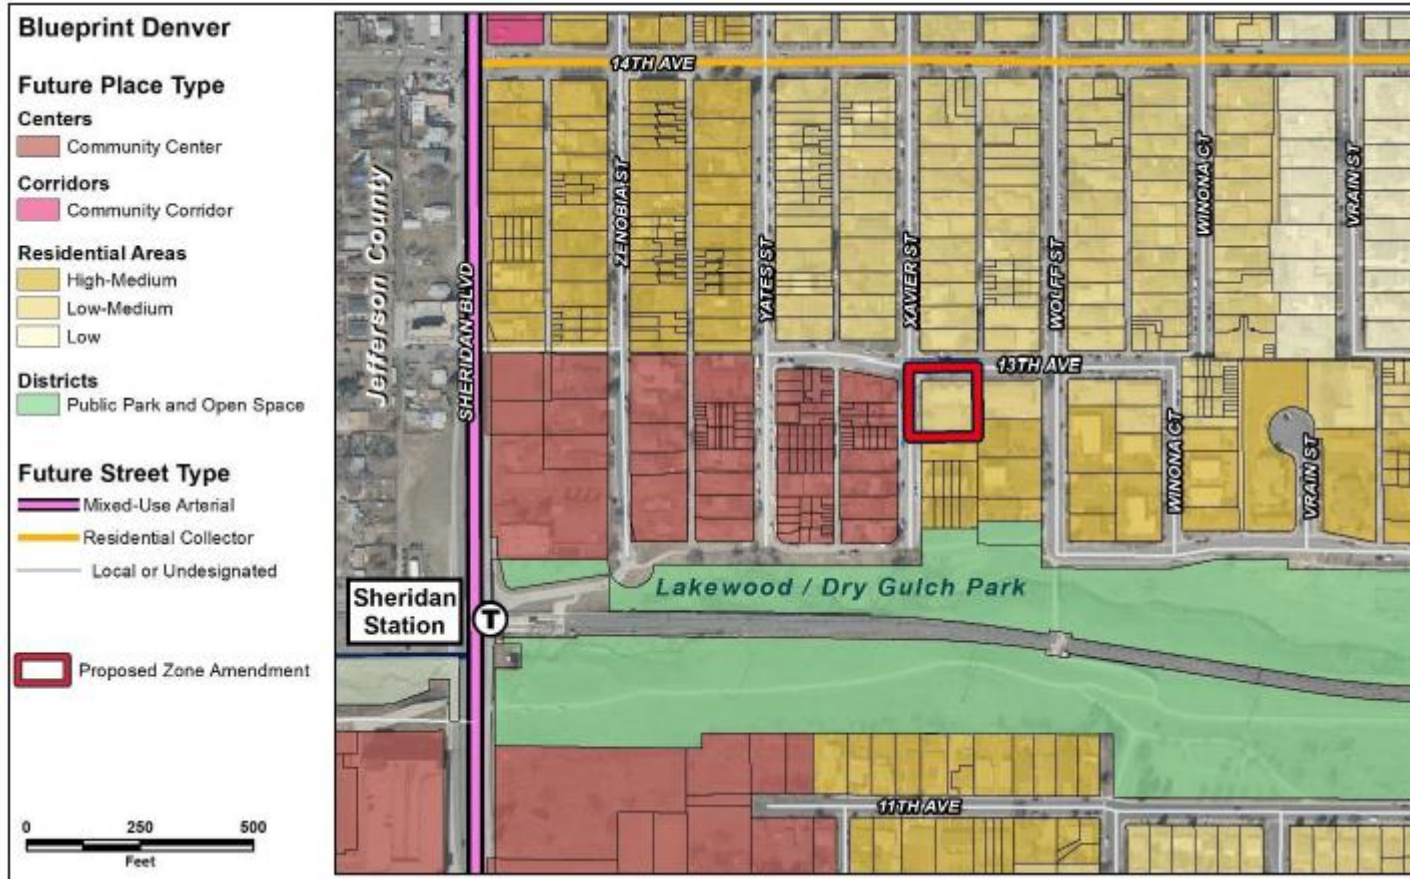 Blueprint Denver
Future Place Type
Centers
Community Center
Corridors
Community Corridor
Residential Areas
High-Medium
Low-Medium
Low
Districts
Public Park and Open Space
Future Street Type
Mixed-Use Arterial
Residential Collector
Local or Undesignated
Proposed Zone Amendment
0 250 500
Feet
14TH AVE
Jefferson County
SHERIDAN BLVD
ZENOBIA ST
YATES ST
XAVIER ST
WOLFF ST
WINONA CT
VRAIN ST
13TH AVE
WINONA CT
VRAIN ST
Sheridan
Station
T
Lakewood / Dry Gulch Park
11TH AVE